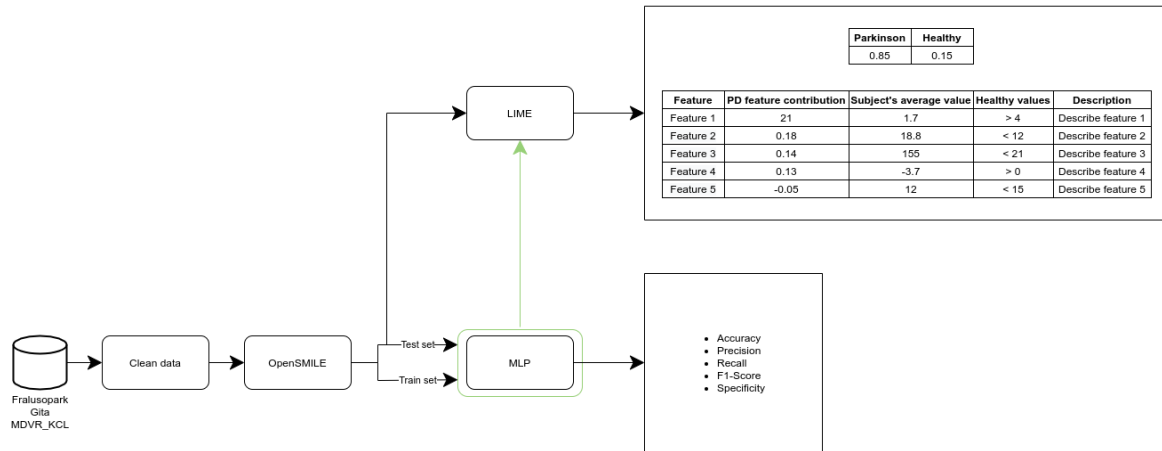 Parkinson Healthy
0.85 0.15
LIME
Feature PD feature contribution Subject's average value Healthy values Description
Feature 1 21 1.7 > 4 Describe feature 1
Feature 2 0.18 18.8 < 12 Describe feature 2
Feature 3 0.14 155 < 21 Describe feature 3
Feature 4 0.13 -3.7 > 0 Describe feature 4
Feature 5 -0.05 12 < 15 Describe feature 5
Clean data
OpenSMILE
Test set
Train set
MLP
• Accuracy
• Precision
• Recall
• F1-Score
• Specificity
Fralusopark
Gita
MDVR_KCL